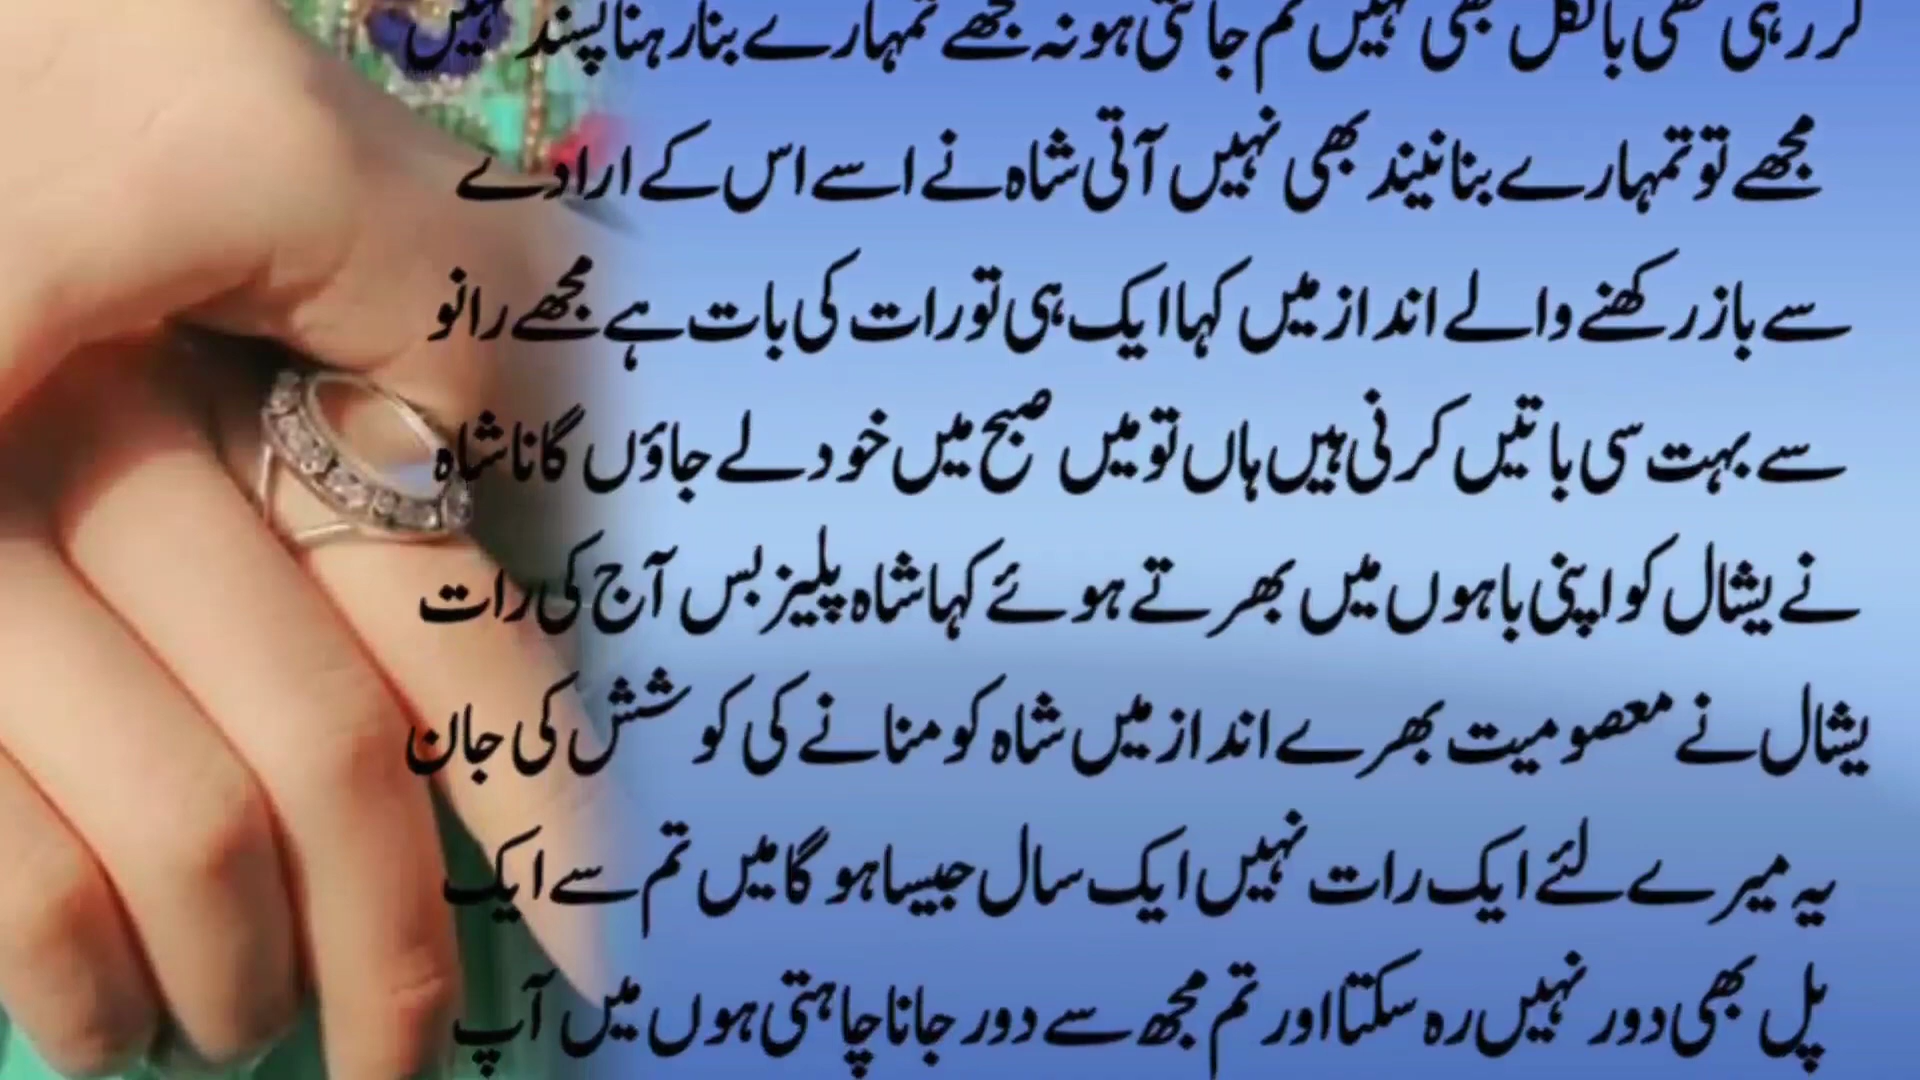 کر رہی تھی بالکل بھی نہیں تم جانتی ہو نہ مجھے تمہارے بنا رہنا پسند نہیں
مجھے تو تمہارے بنا نیند بھی نہیں آتی شاہ نے اسے اس کے ارادے
سے باز رکھنے والے انداز میں کہا ایک ہی تو رات کی بات ہے مجھے رانو
سے بہت سی باتیں کرنی ہیں ہاں تو میں صبح میں خود لے جاؤں گا نا شاہ
نے یشال کو اپنی باہوں میں بھرتے ہوئے کہا شاہ پلیز بس آج کی رات
یشال نے معصومیت بھرے انداز میں شاہ کو منانے کی کوشش کی جان
یہ میرے لئے ایک رات نہیں ایک سال جیسا ہو گا میں تم سے ایک
پل بھی دور نہیں رہ سکتا اور تم مجھ سے دور جانا چاہتی ہوں میں آپ